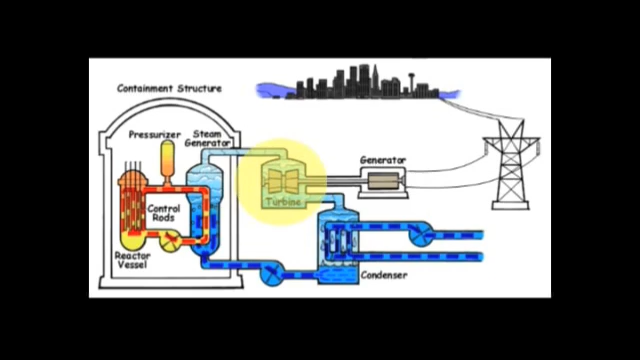 Containment Structure
Pressurizer
Steam
Generator
Control
Rods
Reactor
Vessel
Turbine
Generator
Condenser